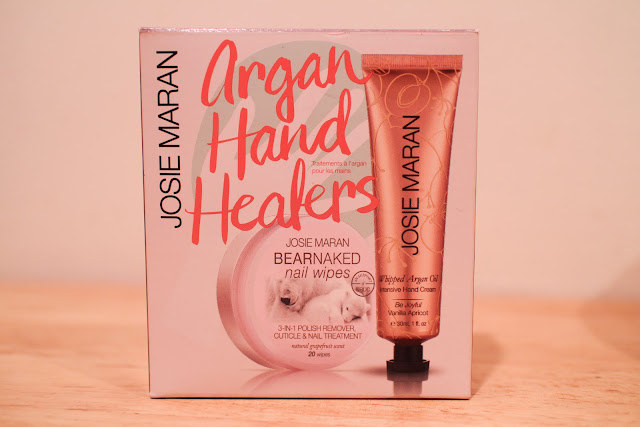 JOSIE MARAN
Argan
Hand
Healers
Traitements à l'argan
pour les mains
JOSIE MARAN
BEARNAKED
nail wipes
3-IN-1 POLISH REMOVER,
CUTICLE & NAIL TREATMENT
natural grapefruit scent
20 wipes
JOSIE MARAN
Whipped Argan Oil
Intensive Hand Cream
Be Joyful
Vanilla Apricot
e 30ml, 1 fl.oz